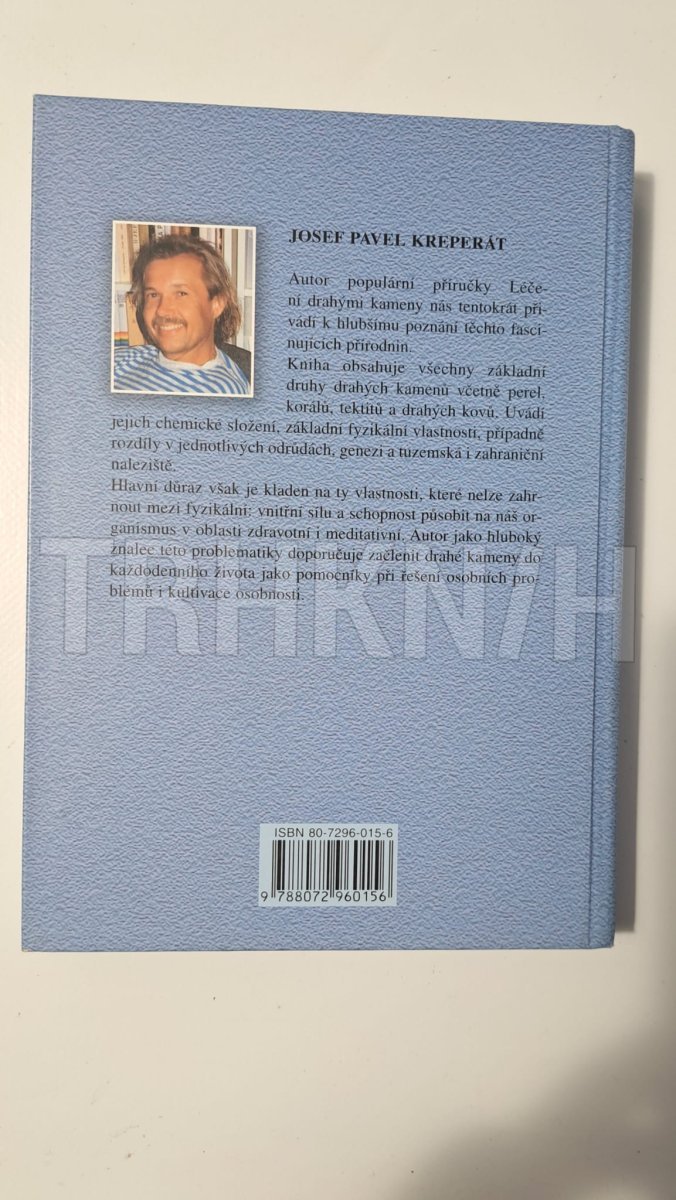 JOSEF PAVEL KREPERÁT
Autor populární příručky Léče-
ní drahými kameny nás tentokrát při-
vádí k hlubšímu poznání těchto fasci-
nujících přírodnin.
Kniha obsahuje všechny základní
druhy drahých kamenů včetně perel,
korálů, tektitů a drahých kovů. Uvádí
jejich chemické složení, základní fyzikální vlastnosti, případně
rozdíly v jednotlivých odrůdách, genezi a tuzemská i zahraniční
naleziště.
Hlavní důraz však je kladen na ty vlastnosti, které nelze zahr-
nout mezi fyzikální: vnitřní sílu a schopnost působit na náš or-
ganismus v oblasti zdravotní i meditativní. Autor jako hluboký
znalec této problematiky doporučuje začlenit drahé kameny do
každodenního života jako pomocníky při řešení osobních pro-
blémů i kultivace osobnosti.
TRHKNIH
ISBN 80-7296-015-6
9 788072 960156